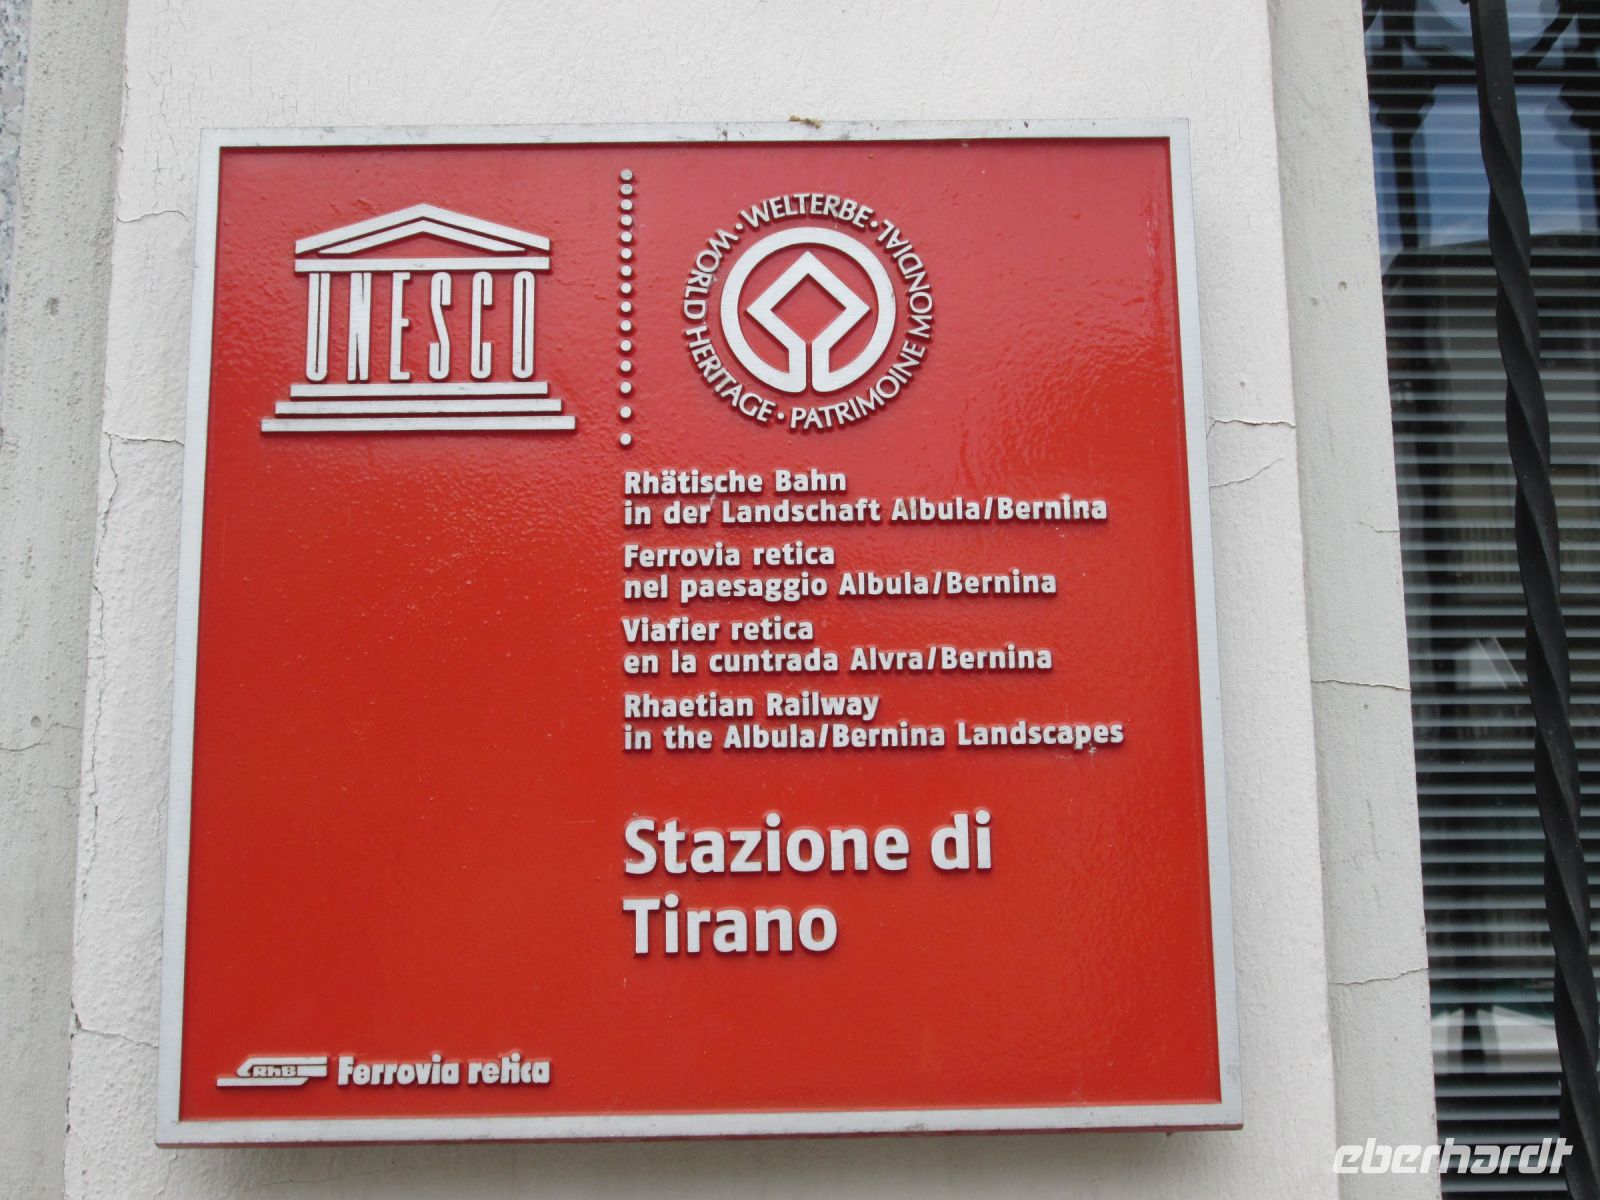 UNESCO
WORLD HERITAGE · WELTERBE · PATRIMOINE MONDIAL ·
Rhätische Bahn
in der Landschaft Albula/Bernina
Ferrovia retica
nel paesaggio Albula/Bernina
Viafier retica
en la cuntrada Alvra/Bernina
Rhaetian Railway
in the Albula/Bernina Landscapes
Stazione di
Tirano
RhB Ferrovia retica
eberhardt